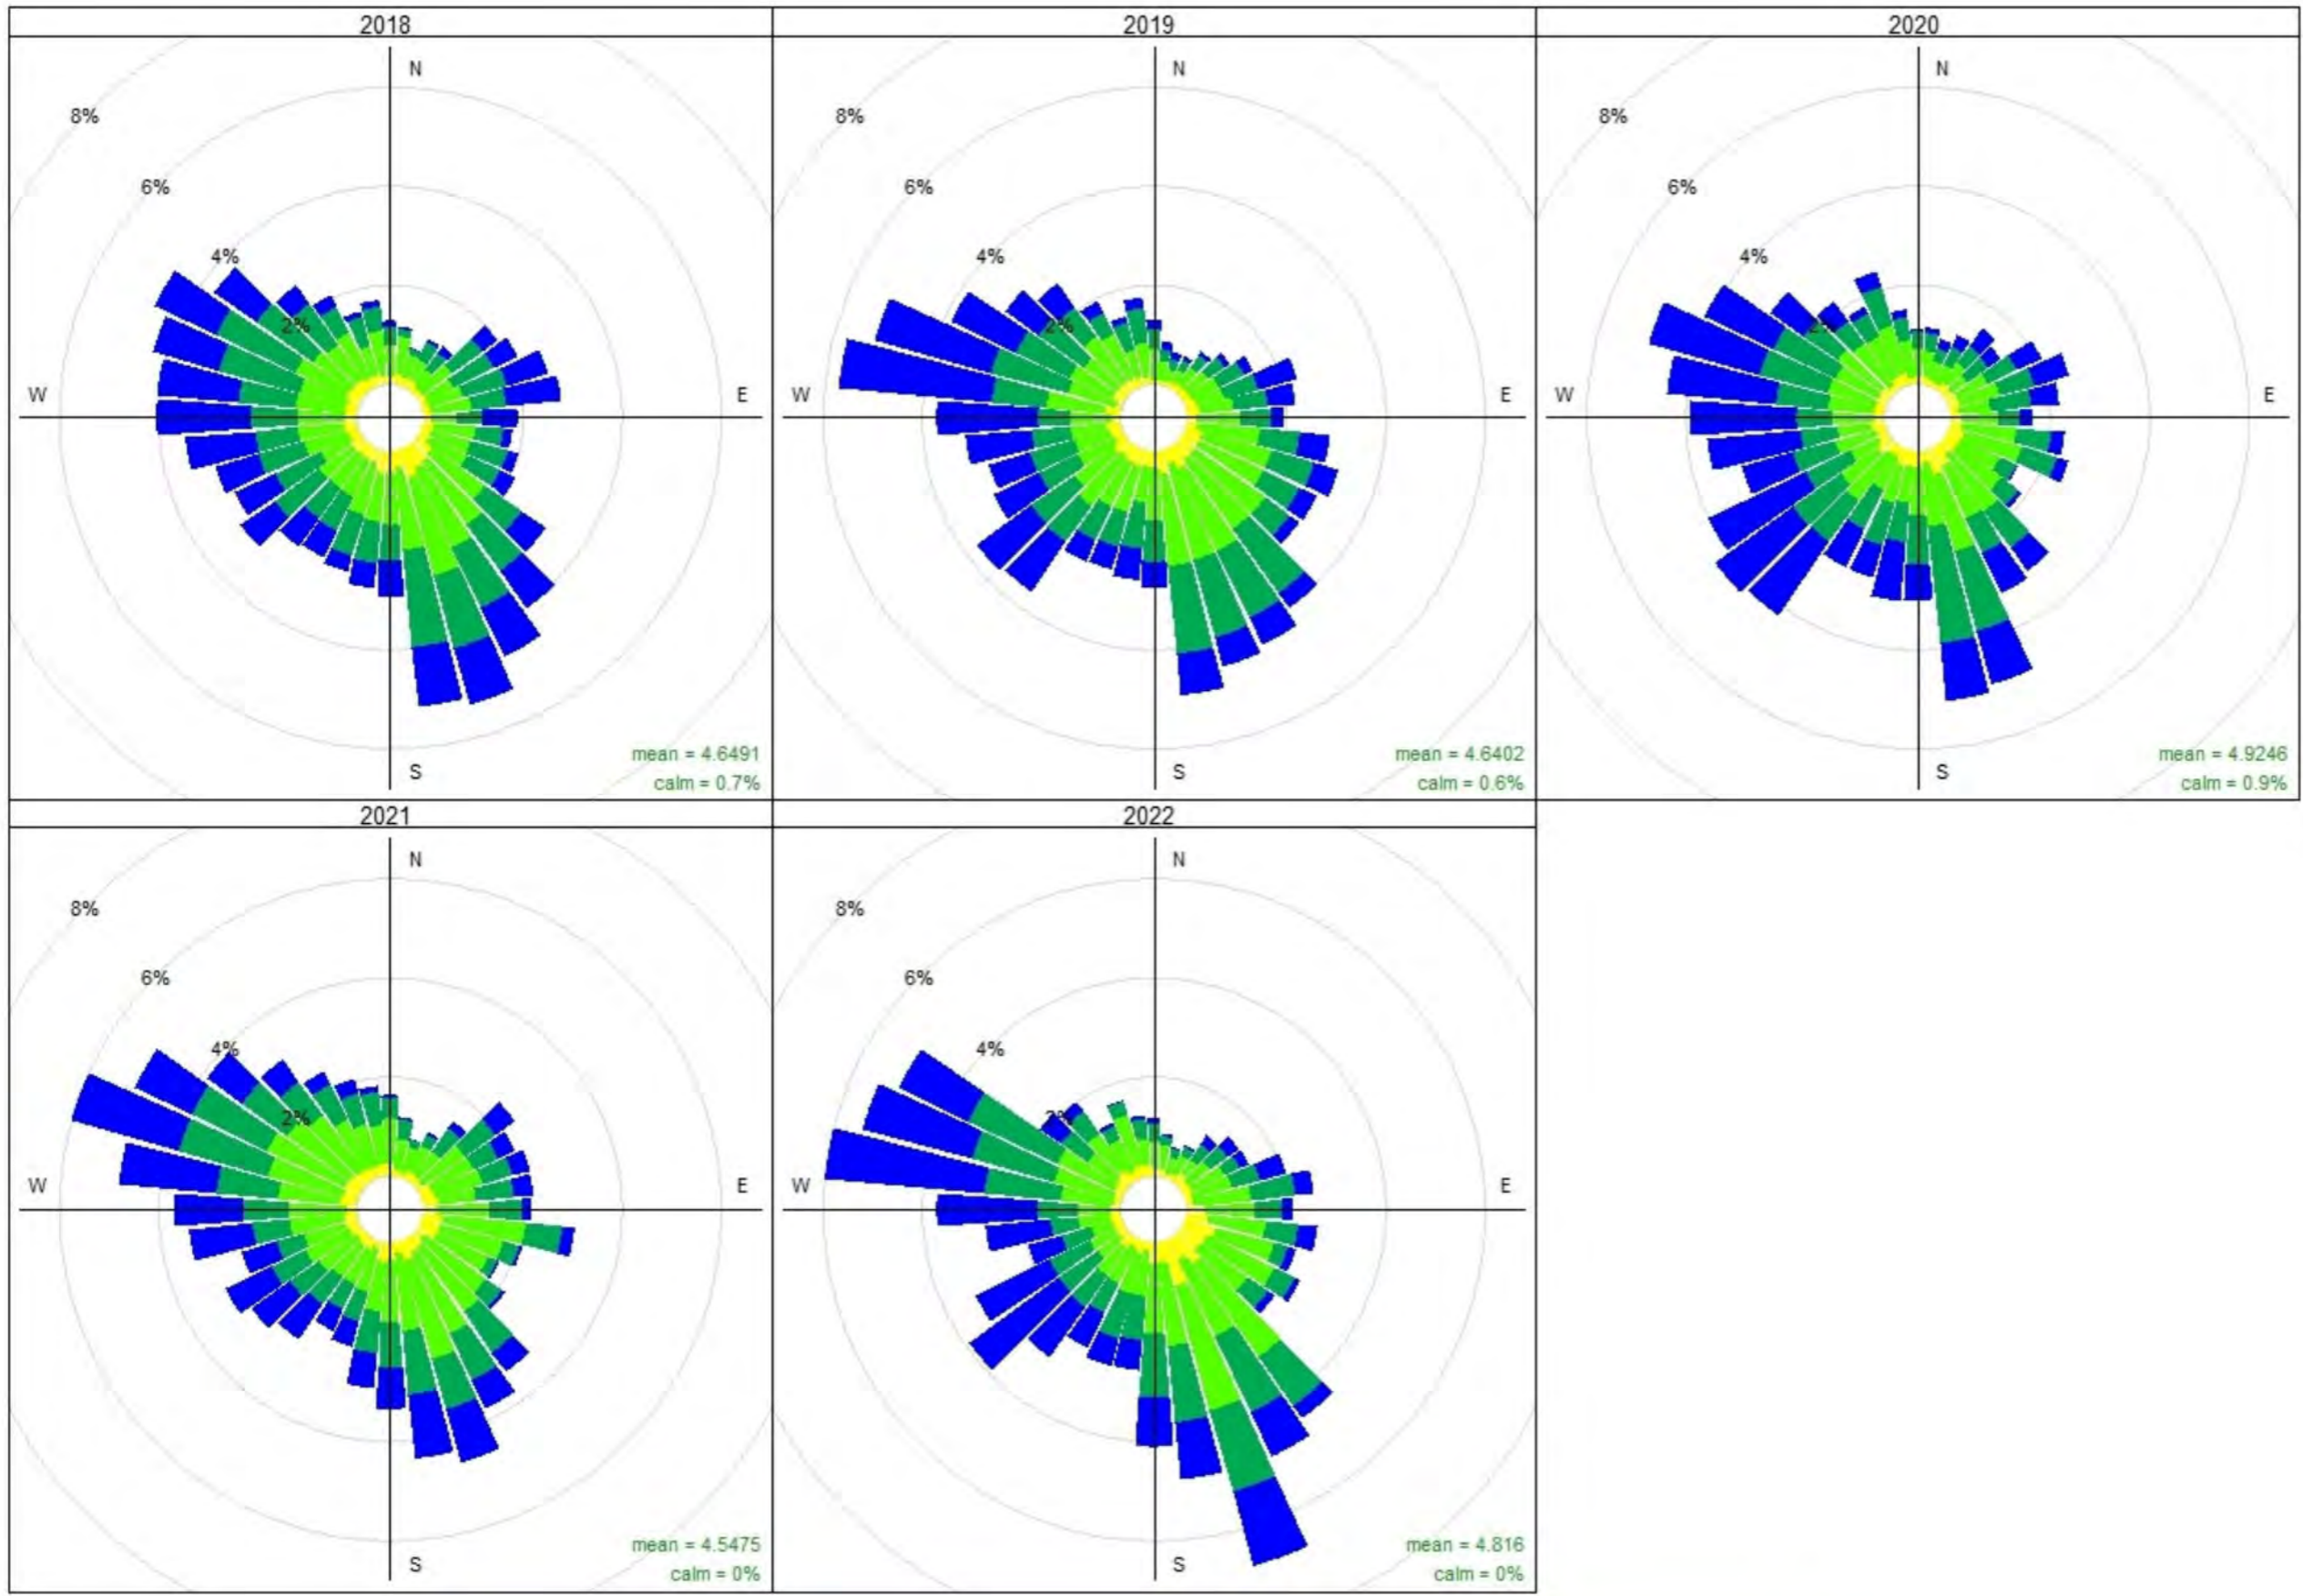 2018
2019
2020
N
8%
6%
4%
2%
W
E
S
mean = 4.6491
calm = 0.7%
N
8%
6%
4%
2%
W
E
S
mean = 4.6402
calm = 0.6%
N
8%
6%
4%
2%
W
E
S
mean = 4.9246
calm = 0.9%
2021
2022
N
8%
6%
4%
2%
W
E
S
mean = 4.5475
calm = 0%
N
8%
6%
4%
2%
W
E
S
mean = 4.816
calm = 0%